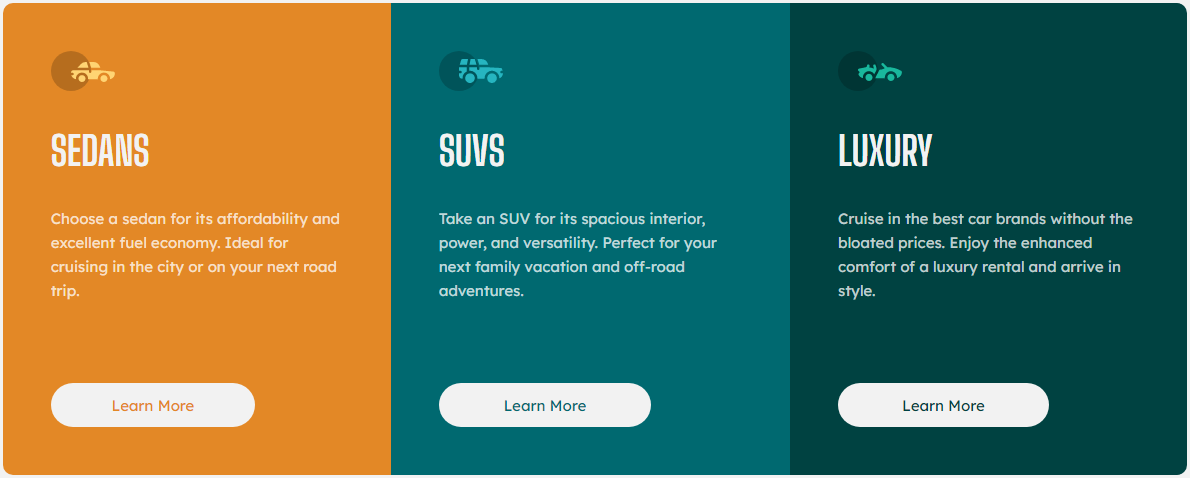 SEDANS
Choose a sedan for its affordability and
excellent fuel economy. Ideal for
cruising in the city or on your next road
trip.
Learn More
SUVS
Take an SUV for its spacious interior,
power, and versatility. Perfect for your
next family vacation and off-road
adventures.
Learn More
LUXURY
Cruise in the best car brands without the
bloated prices. Enjoy the enhanced
comfort of a luxury rental and arrive in
style.
Learn More